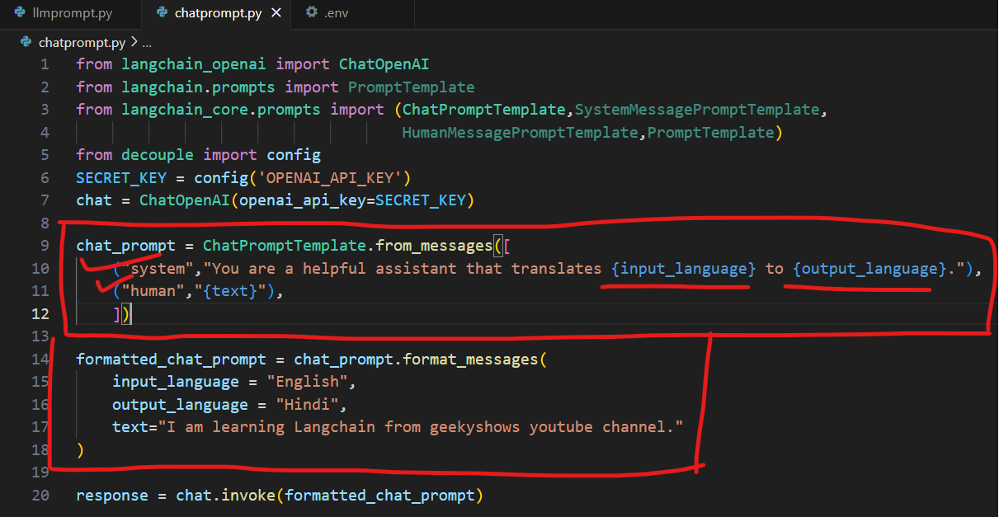 llmprompt.py chatprompt.py .env
chatprompt.py > ...
1 from langchain_openai import ChatOpenAI
2 from langchain.prompts import PromptTemplate
3 from langchain_core.prompts import (ChatPromptTemplate,SystemMessagePromptTemplate,
4 HumanMessagePromptTemplate,PromptTemplate)
5 from decouple import config
6 SECRET_KEY = config('OPENAI_API_KEY')
7 chat = ChatOpenAI(openai_api_key=SECRET_KEY)
8
9 chat_prompt = ChatPromptTemplate.from_messages([
10 ("system","You are a helpful assistant that translates {input_language} to {output_language}."),
11 ("human","{text}"),
12 ])
13
14 formatted_chat_prompt = chat_prompt.format_messages(
15 input_language = "English",
16 output_language = "Hindi",
17 text="I am learning Langchain from geekyshows youtube channel."
18 )
19
20 response = chat.invoke(formatted_chat_prompt)